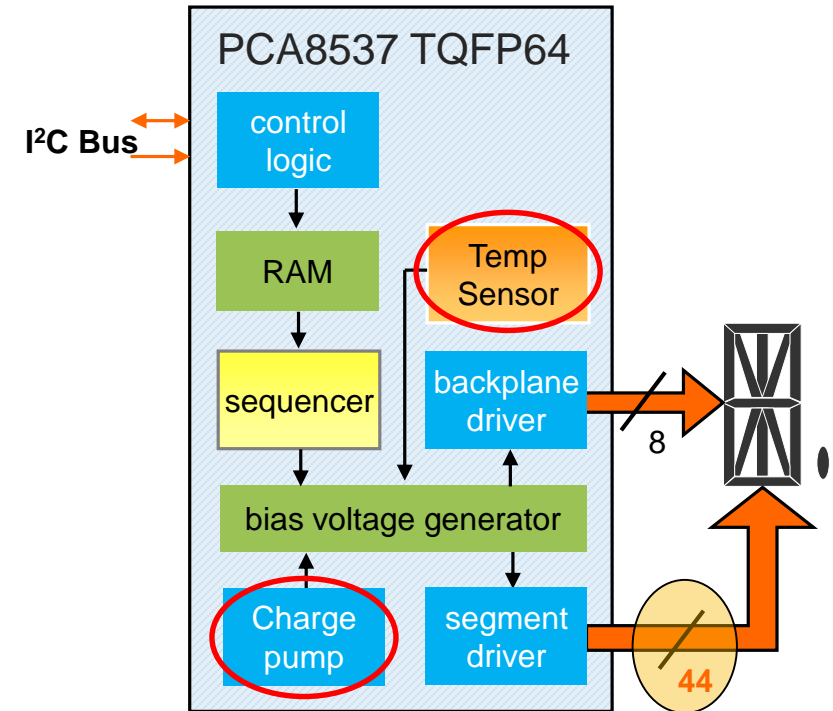 PCA8537 TQFP64
I²C Bus
control
logic
RAM
Temp
Sensor
sequencer
backplane
driver
8
bias voltage generator
Charge
pump
segment
driver
44